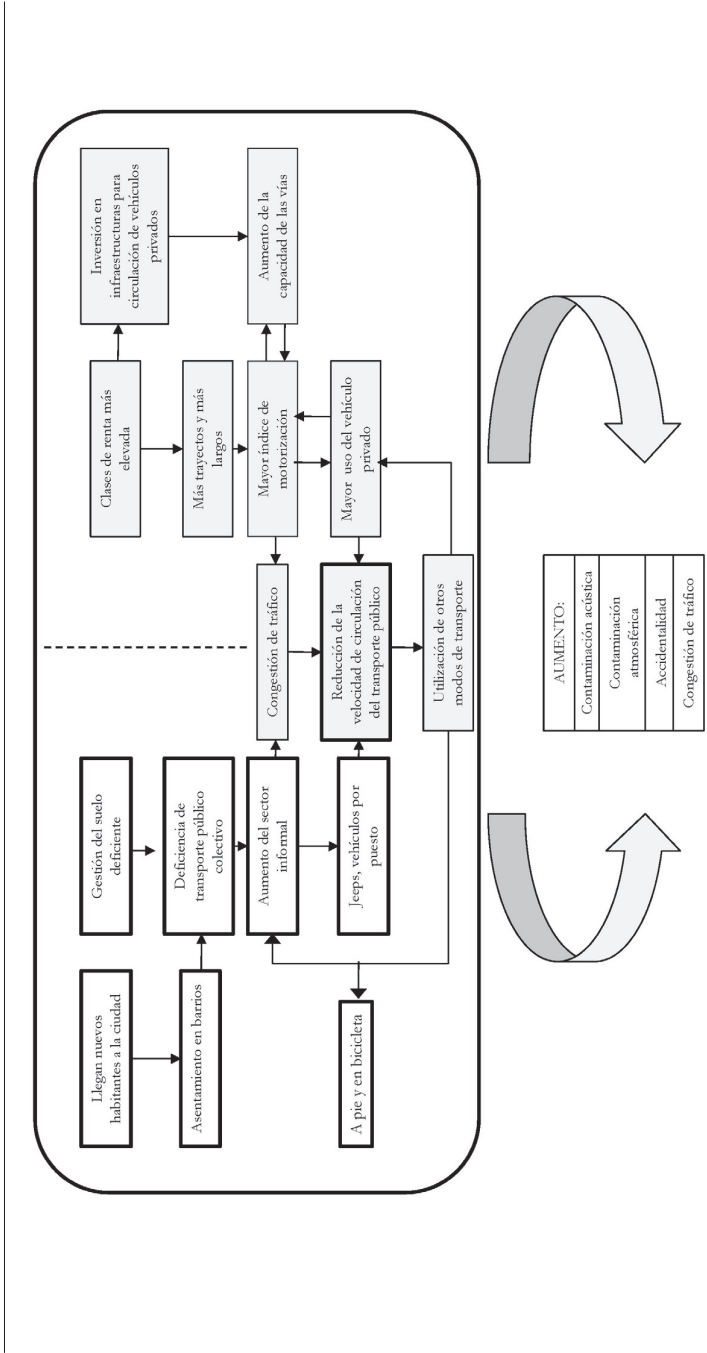 Llegan nuevos
habitantes a la ciudad
Gestión del suelo
deficiente
Clases de renta más
elevada
Inversión en
infraestructuras para
circulación de vehículos
privados
Asentamiento en barrios
Deficiencia de
transporte público
colectivo
Más trayectos y más
largos
Aumento del sector
informal
Congestión de tráfico
Mayor índice de
motorización
Aumento de la
capacidad de las vías
A pie y en bicicleta
Jeeps, vehículos por
puesto
Reducción de la
velocidad de circulación
del transporte público
Mayor uso del vehículo
privado
Utilización de otros
modos de transporte
AUMENTO:
Contaminación acústica
Contaminación
atmosférica
Accidentalidad
Congestión de tráfico